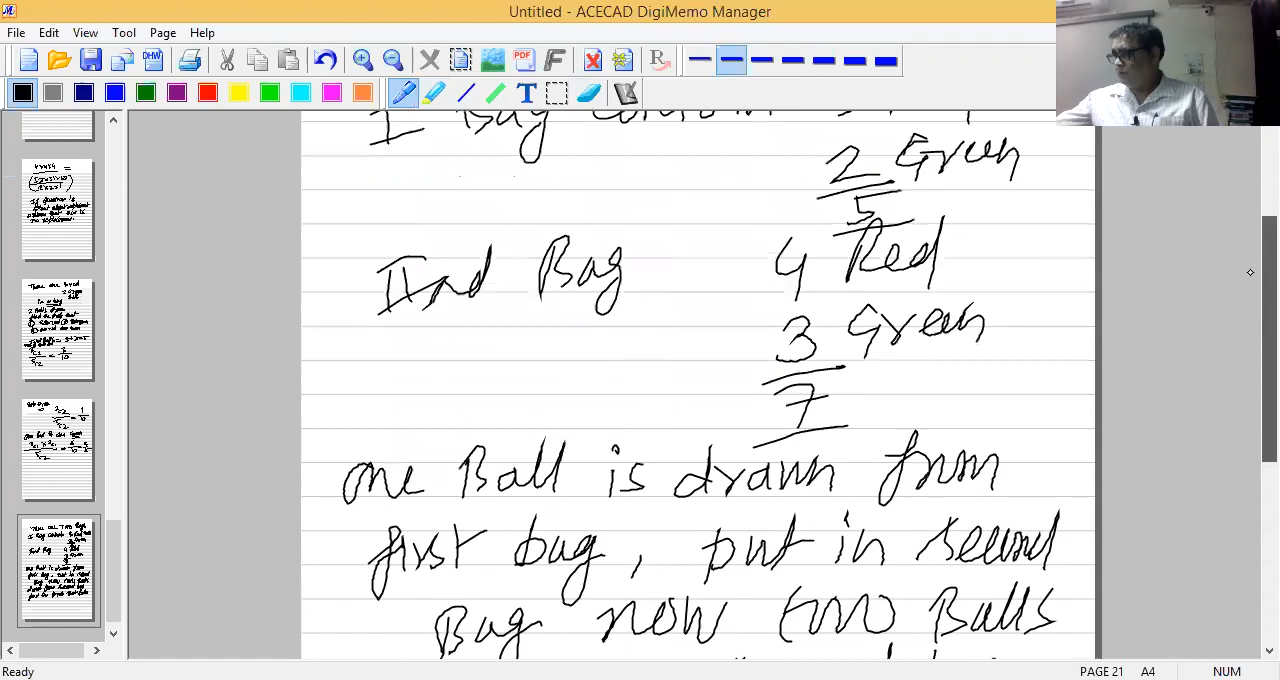 Untitled - ACECAD DigiMemo Manager
File Edit View Tool Page Help
I Bag contain
2 Green
5
IInd Bag 4 Red
3 Green
7
one Ball is drawn from
first bag, put in second
Bag now two Balls
Ready PAGE 21 A4 NUM